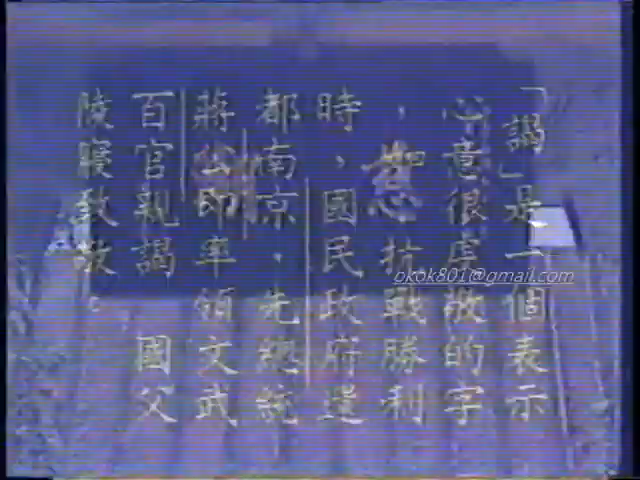 「謁」是一個表示
心意很虔敬的字
，如 抗戰勝利
時，國民政府還
都南京，先總統
蔣公即率領文武
百官親謁 國父
陵寢致敬。
慈
okok801@gmail.com